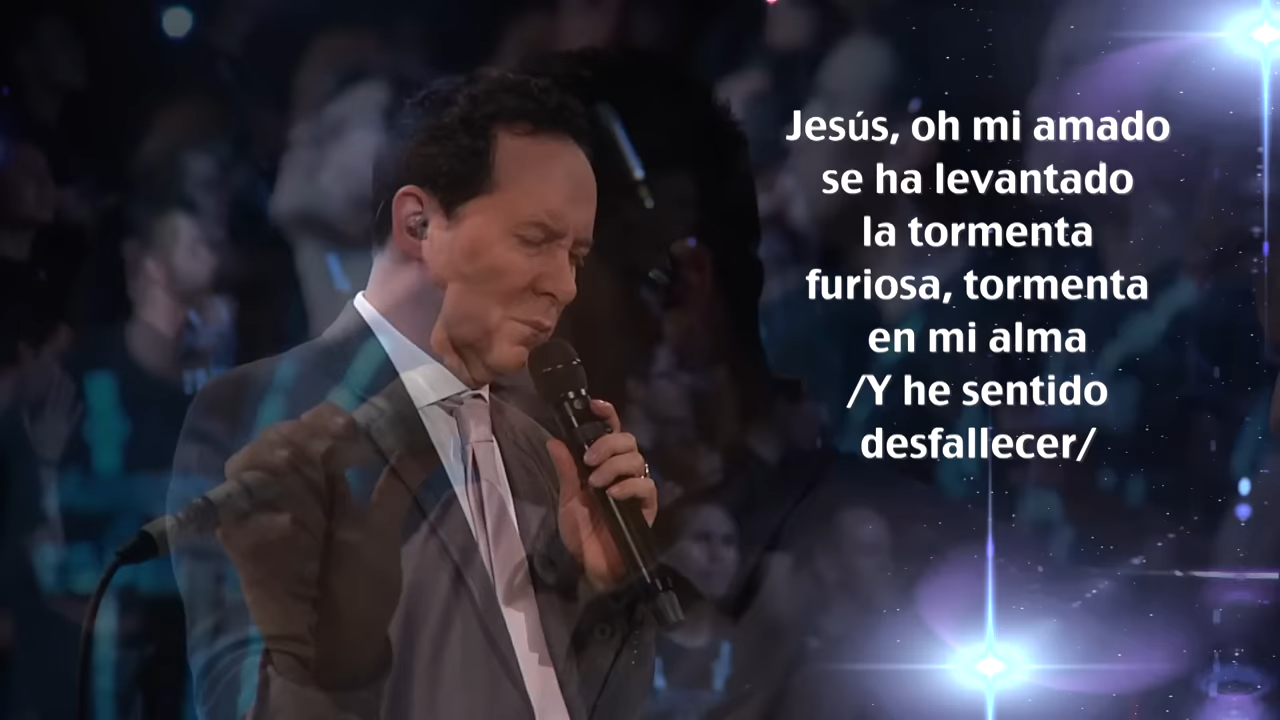 Jesús, oh mi amado
se ha levantado
la tormenta
furiosa, tormenta
en mi alma
/Y he sentido
desfallecer/